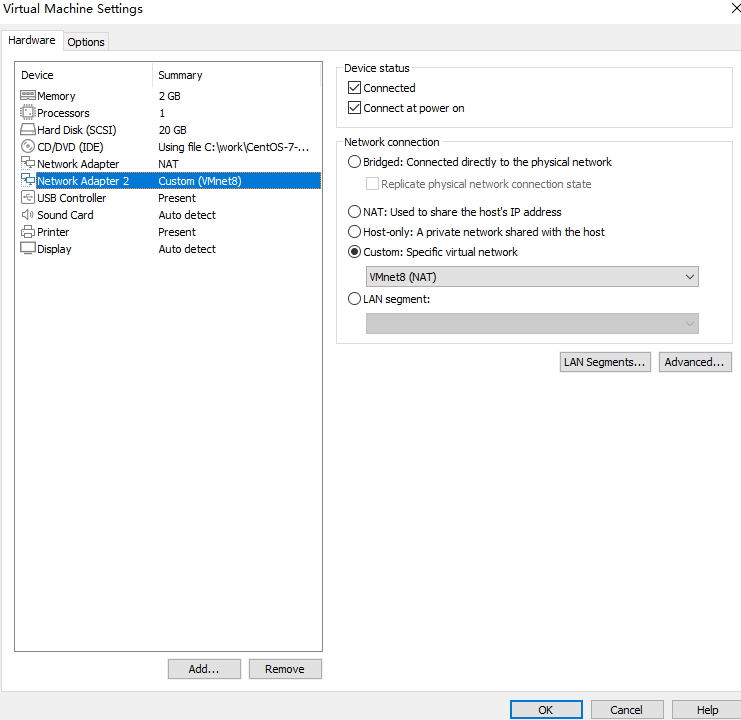 Virtual Machine Settings
Hardware Options
Device Summary
Memory 2 GB
Processors 1
Hard Disk (SCSI) 20 GB
CD/DVD (IDE) Using file C:\work\CentOS-7-...
Network Adapter NAT
Network Adapter 2 Custom (VMnet8)
USB Controller Present
Sound Card Auto detect
Printer Present
Display Auto detect
Add... Remove
Device status
Connected
Connect at power on
Network connection
Bridged: Connected directly to the physical network
Replicate physical network connection state
NAT: Used to share the host's IP address
Host-only: A private network shared with the host
Custom: Specific virtual network
VMnet8 (NAT)
LAN segment:
LAN Segments... Advanced...
OK Cancel Help